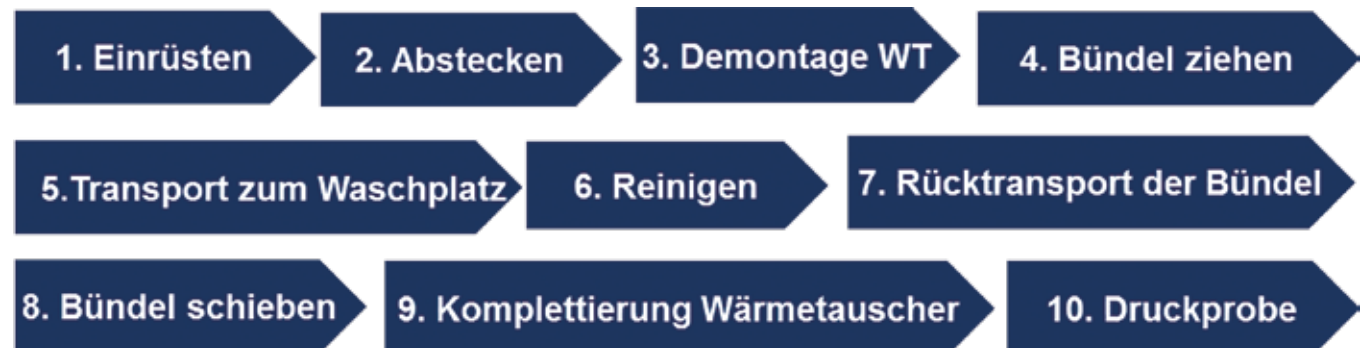 1. Einrüsten
2. Abstecken
3. Demontage WT
4. Bündel ziehen
5.Transport zum Waschplatz
6. Reinigen
7. Rücktransport der Bündel
8. Bündel schieben
9. Komplettierung Wärmetauscher
10. Druckprobe